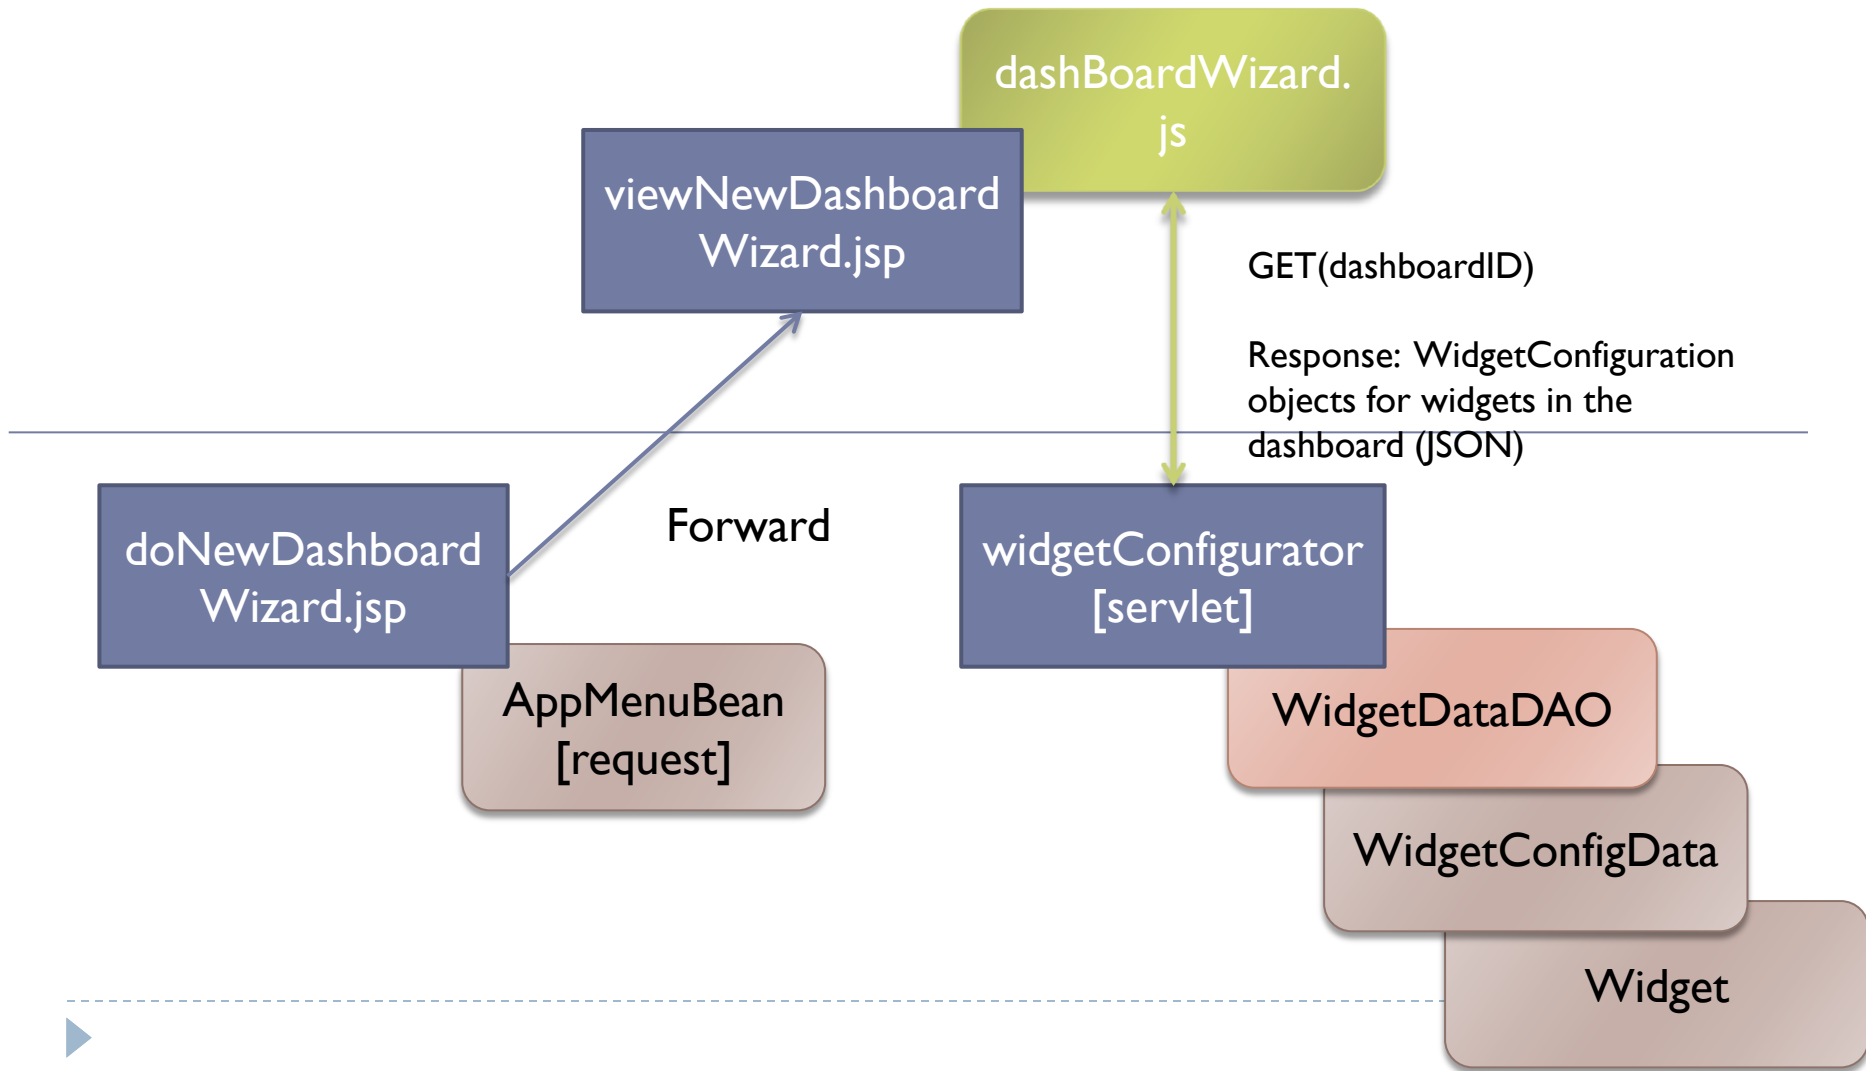 dashBoardWizard.
js
viewNewDashboard
Wizard.jsp
GET(dashboardID)
Response: WidgetConfiguration
objects for widgets in the
dashboard (JSON)
Forward
doNewDashboard
Wizard.jsp
widgetConfigurator
[servlet]
AppMenuBean
[request]
WidgetDataDAO
WidgetConfigData
Widget